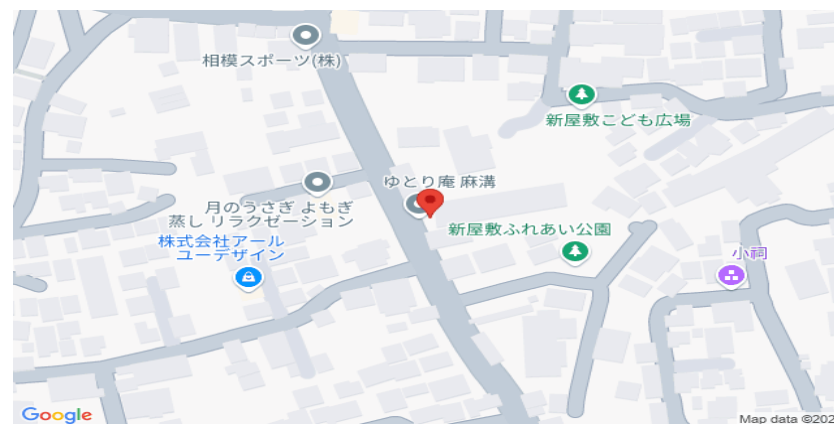 相模スポーツ(株)
新屋敷こども広場
ゆとり庵 麻溝
月のうさぎ よもぎ
蒸し リラクゼーション
新屋敷ふれあい公園
株式会社アール
ユーデザイン
小祠
Google
Map data ©202